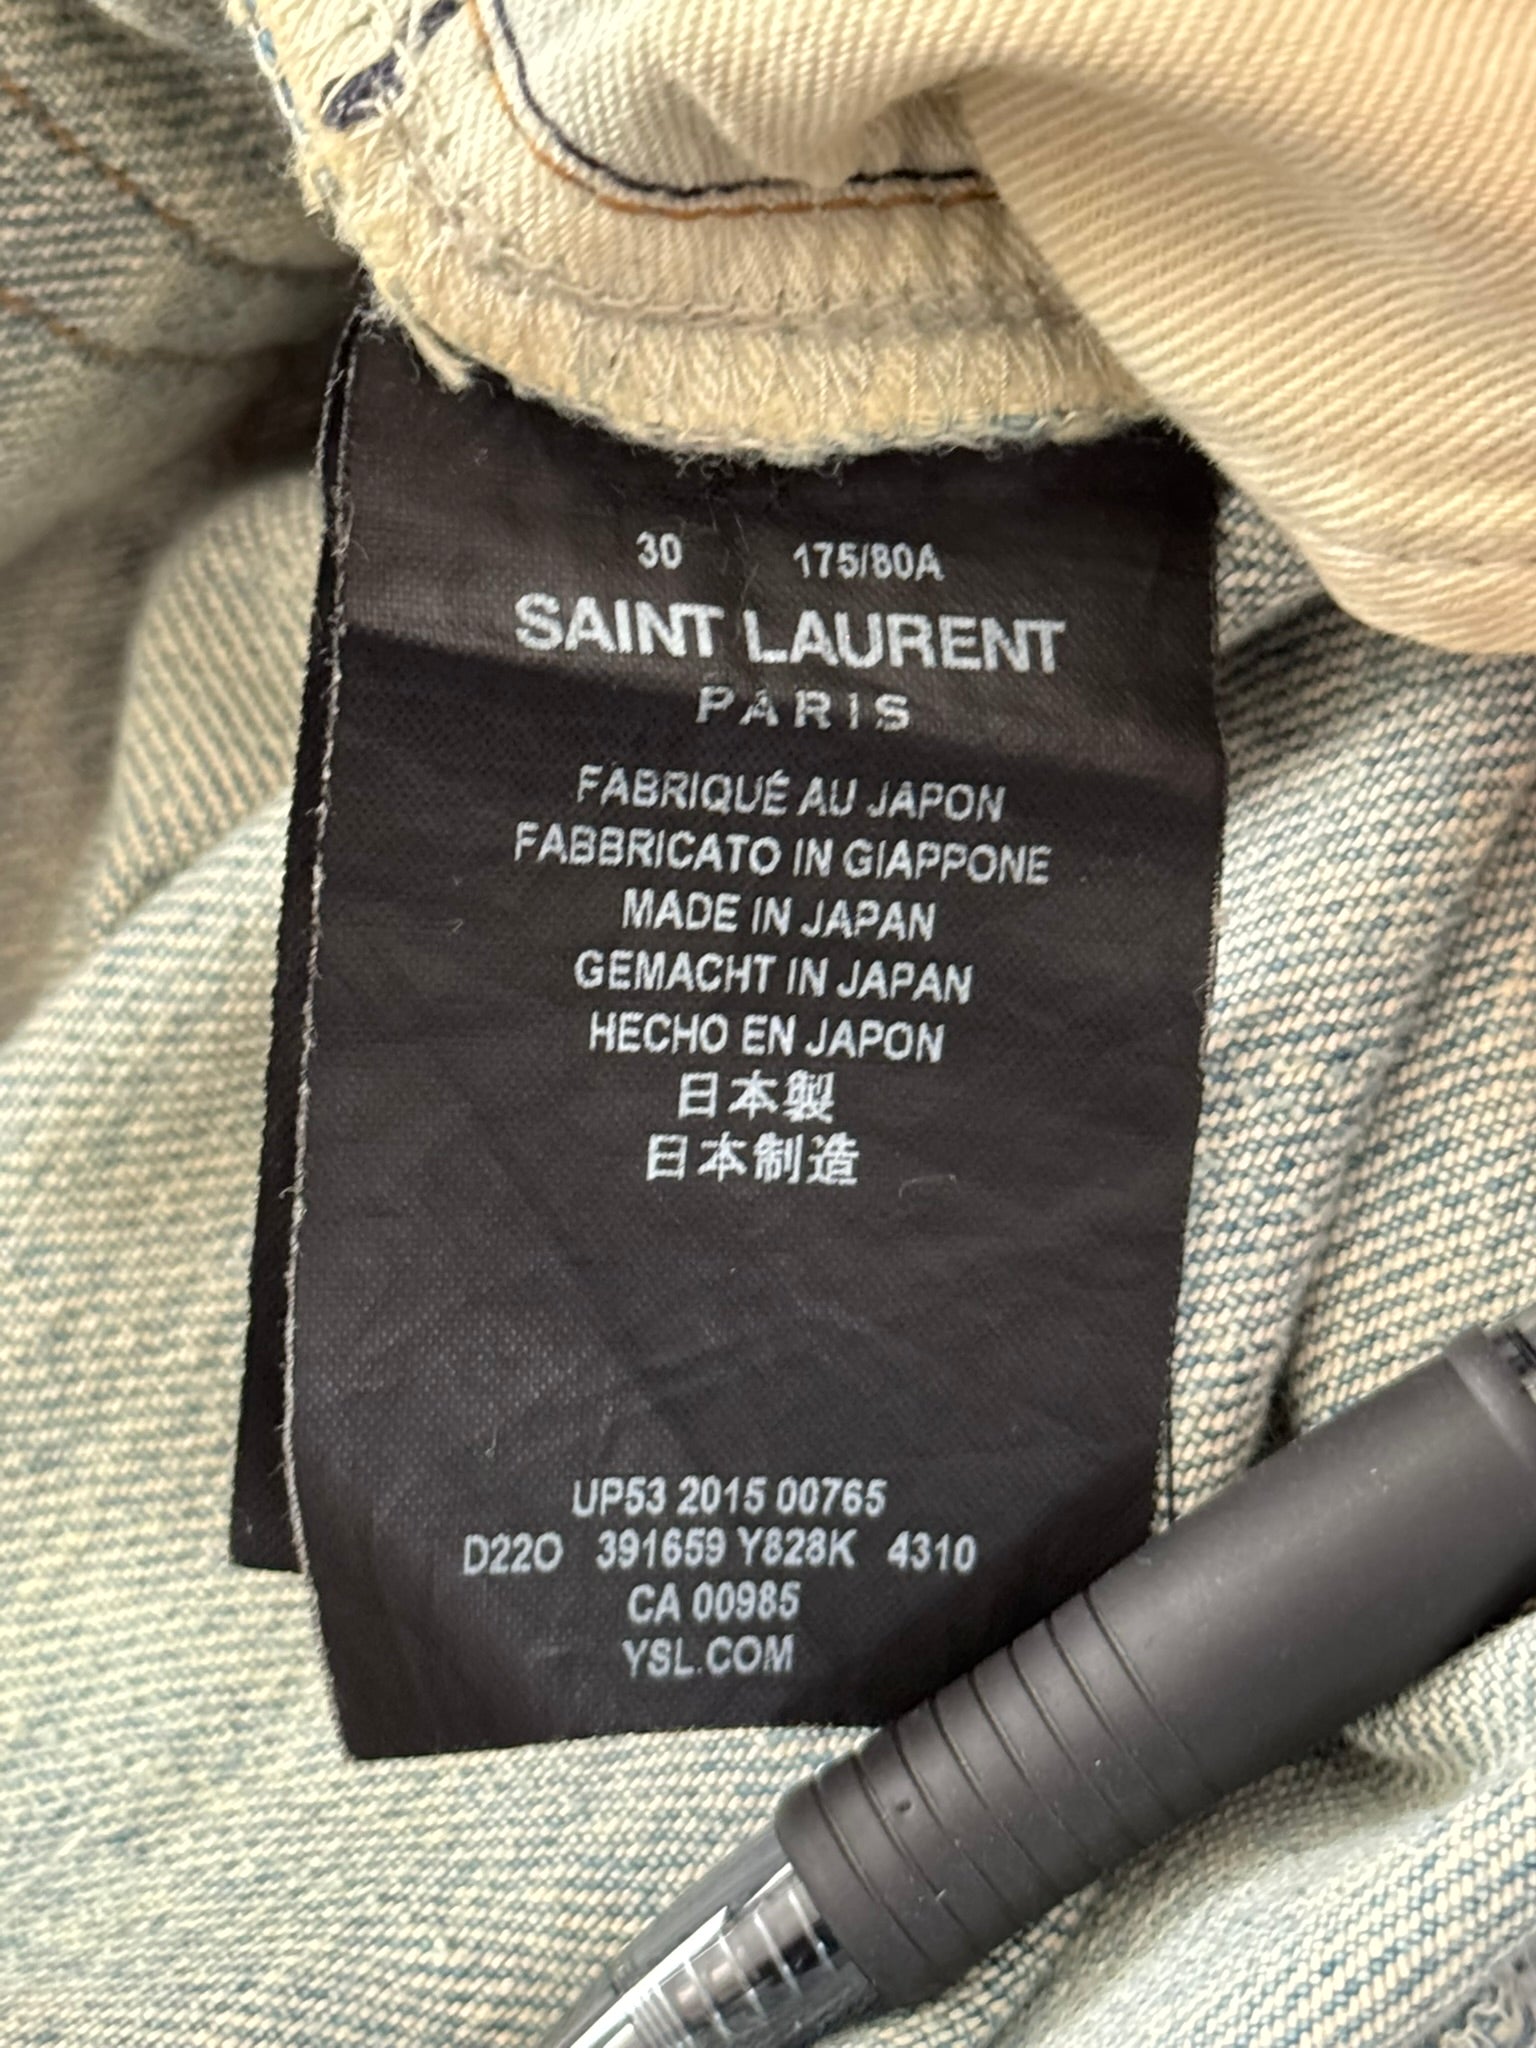 30 175/80A
SAINT LAURENT
PARIS
FABRIQUÉ AU JAPON
FABBRICATO IN GIAPPONE
MADE IN JAPAN
GEMACHT IN JAPAN
HECHO EN JAPON
日本製
日本制造
UP53 2015 00765
D22O 391659 Y828K 4310
CA 00985
YSL.COM